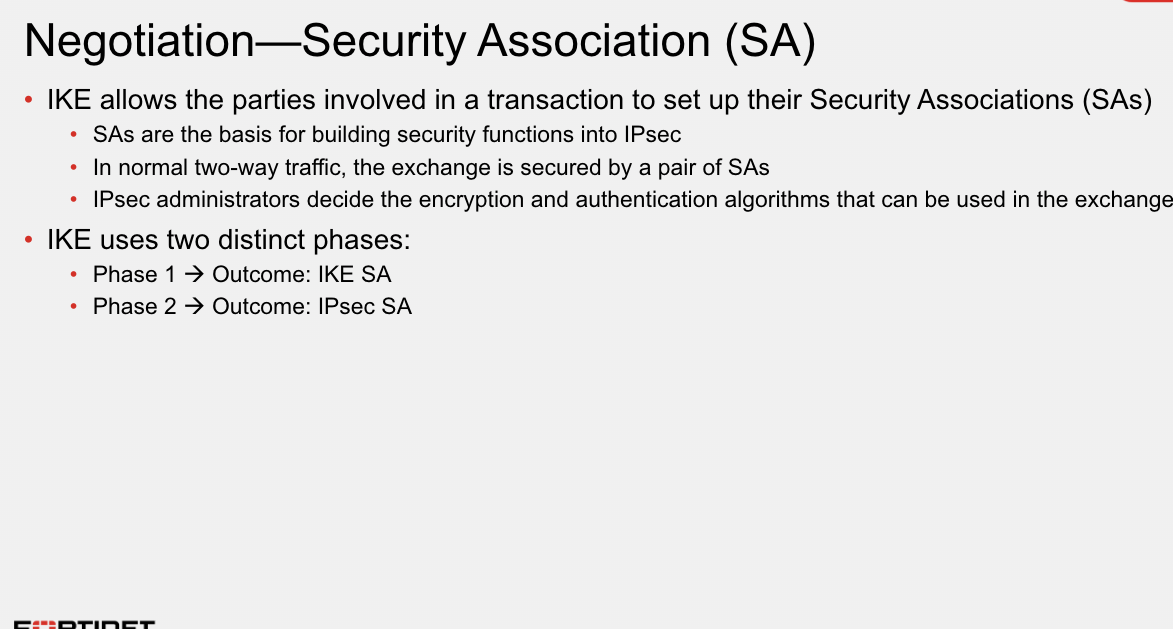 Negotiation—Security Association (SA)
• IKE allows the parties involved in a transaction to set up their Security Associations (SAs)
• SAs are the basis for building security functions into IPsec
• In normal two-way traffic, the exchange is secured by a pair of SAs
• IPsec administrators decide the encryption and authentication algorithms that can be used in the exchange
• IKE uses two distinct phases:
• Phase 1 → Outcome: IKE SA
• Phase 2 → Outcome: IPsec SA
FORTINET